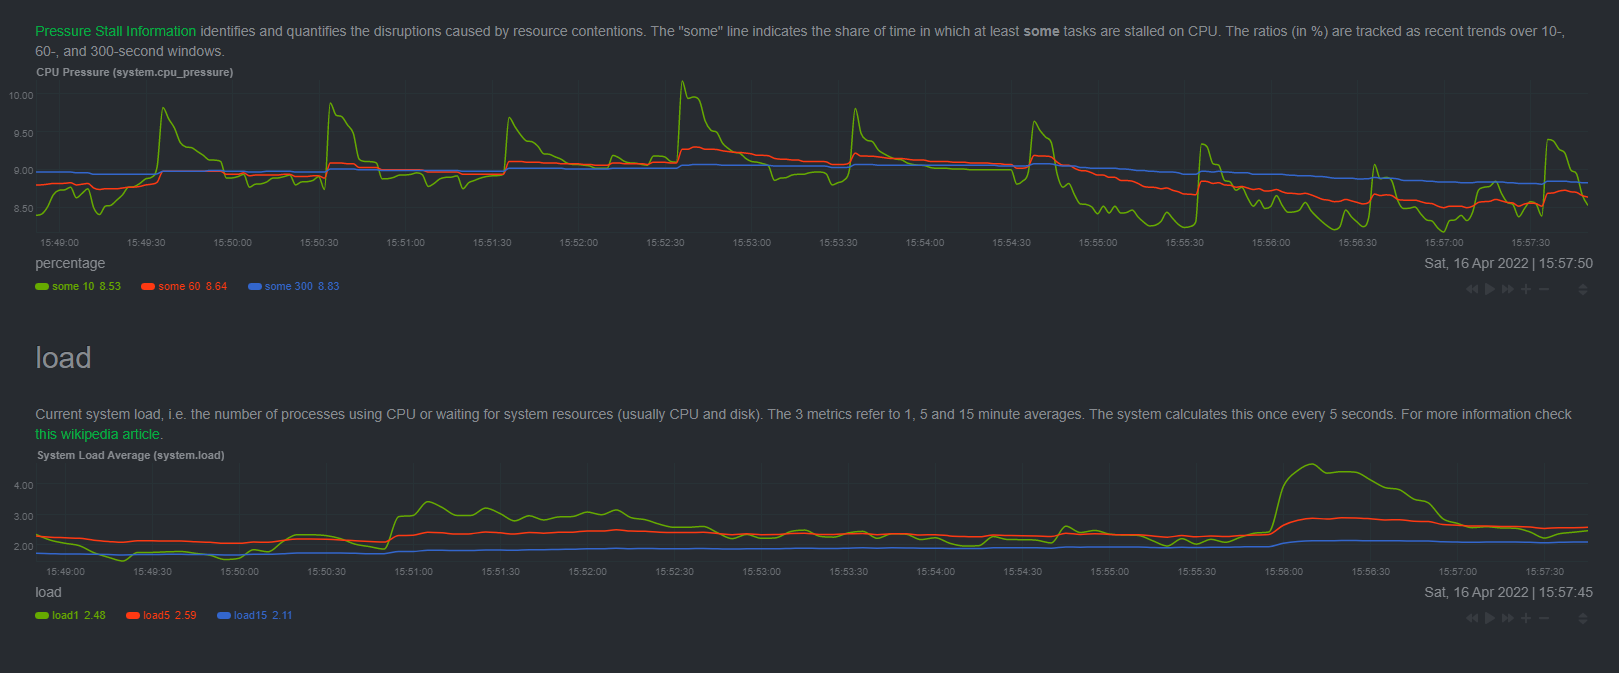 Pressure Stall Information identifies and quantifies the disruptions caused by resource contentions. The "some" line indicates the share of time in which at least some tasks are stalled on CPU. The ratios (in %) are tracked as recent trends over 10-,
60-, and 300-second windows.
CPU Pressure (system.cpu_pressure)
10.00
9.50
9.00
8.50
15:49:00 15:49:30 15:50:00 15:50:30 15:51:00 15:51:30 15:52:00 15:52:30 15:53:00 15:53:30 15:54:00 15:54:30 15:55:00 15:55:30 15:56:00 15:56:30 15:57:00 15:57:30
percentage Sat, 16 Apr 2022 | 15:57:50
some 10 8.53 some 60 8.64 some 300 8.83
load
Current system load, i.e. the number of processes using CPU or waiting for system resources (usually CPU and disk). The 3 metrics refer to 1, 5 and 15 minute averages. The system calculates this once every 5 seconds. For more information check
this wikipedia article.
System Load Average (system.load)
4.00
3.00
2.00
15:49:00 15:49:30 15:50:00 15:50:30 15:51:00 15:51:30 15:52:00 15:52:30 15:53:00 15:53:30 15:54:00 15:54:30 15:55:00 15:55:30 15:56:00 15:56:30 15:57:00 15:57:30
load Sat, 16 Apr 2022 | 15:57:45
load1 2.48 load5 2.59 load15 2.11